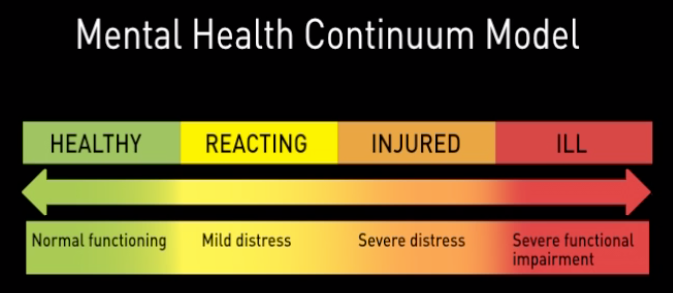 Mental Health Continuum Model
HEALTHY
REACTING
INJURED
ILL
Normal functioning
Mild distress
Severe distress
Severe functional
impairment